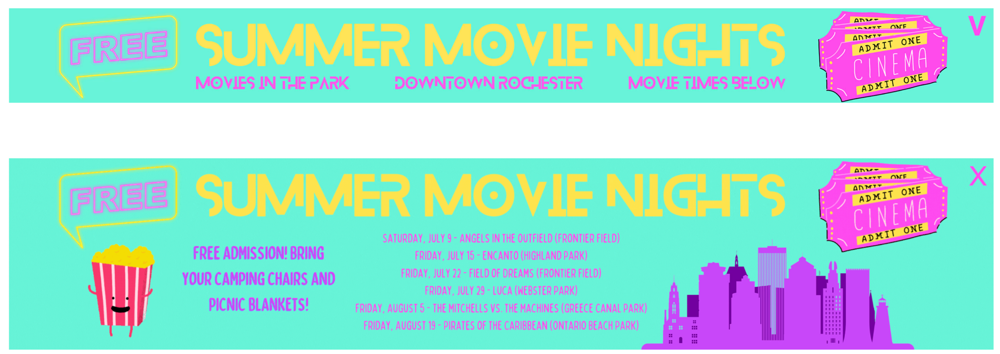 FREE
SUMMER MOVIE NIGHTS
MOVIES IN THE PARK DOWNTOWN ROCHESTER MOVIE TIMES BELOW
ADMIT
ADMIT ONE
ADMIT
ADMIT ONE
CINEMA
ADMIT ONE
V
FREE
SUMMER MOVIE NIGHTS
ADMIT
ADMIT ONE
ADMIT
ADMIT ONE
CINEMA
ADMIT ONE
X
FREE ADMISSION! BRING
YOUR CAMPING CHAIRS AND
PICNIC BLANKETS!
SATURDAY, JULY 9 - ANGELS IN THE OUTFIELD (FRONTIER FIELD)
FRIDAY, JULY 15 - ENCANTO (HIGHLAND PARK)
FRIDAY, JULY 22 - FIELD OF DREAMS (FRONTIER FIELD)
FRIDAY, JULY 29 - LUCA (WEBSTER PARK)
FRIDAY, AUGUST 5 - THE MITCHELLS VS. THE MACHINES (GREECE CANAL PARK)
FRIDAY, AUGUST 19 - PIRATES OF THE CARIBBEAN (ONTARIO BEACH PARK)